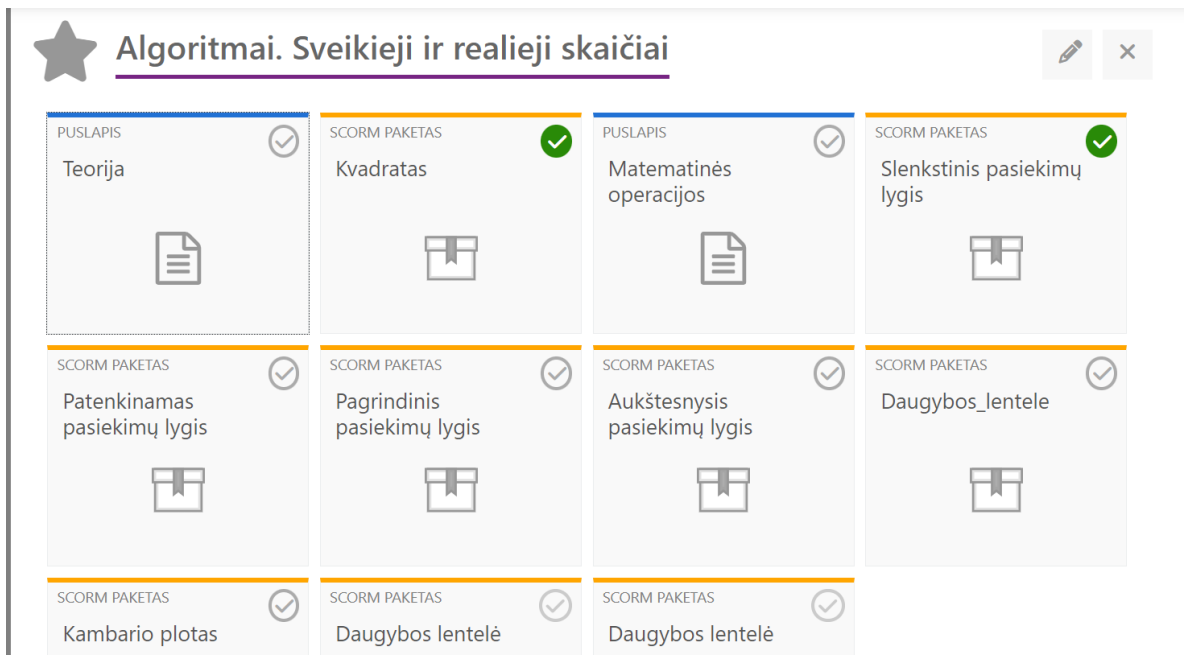 Algoritmai. Sveikieji ir realieji skaičiai
PUSLAPIS
Teorija
SCORM PAKETAS
Kvadratas
PUSLAPIS
Matematinės
operacijos
SCORM PAKETAS
Slenkstinis pasiekimų
lygis
SCORM PAKETAS
Patenkinamas
pasiekimų lygis
SCORM PAKETAS
Pagrindinis
pasiekimų lygis
SCORM PAKETAS
Aukštesnysis
pasiekimų lygis
SCORM PAKETAS
Daugybos_lentele
SCORM PAKETAS
Kambario plotas
SCORM PAKETAS
Daugybos lentelė
SCORM PAKETAS
Daugybos lentelė